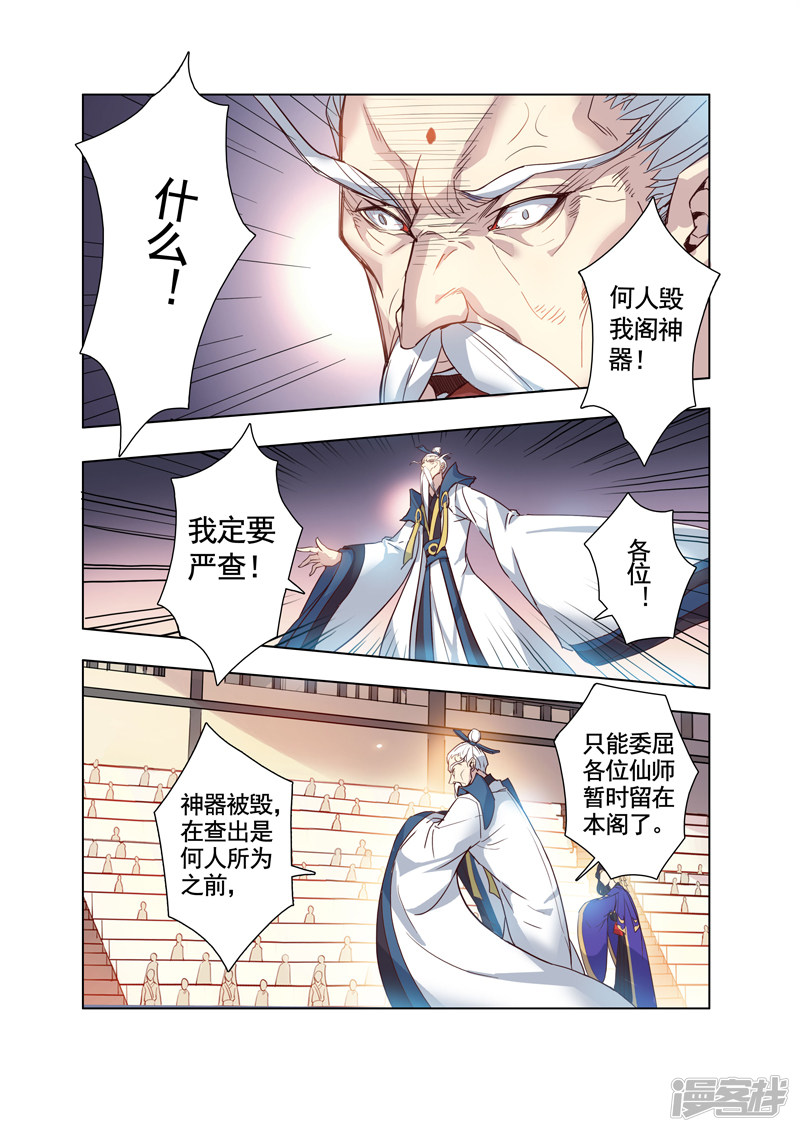 什么！
何人毁
我阁神
器！
我定要
严查！
各位！
神器被毁，
在查出是
何人所为
之前，
只能委屈
各位仙师
暂时留在
本阁了。
漫客栈